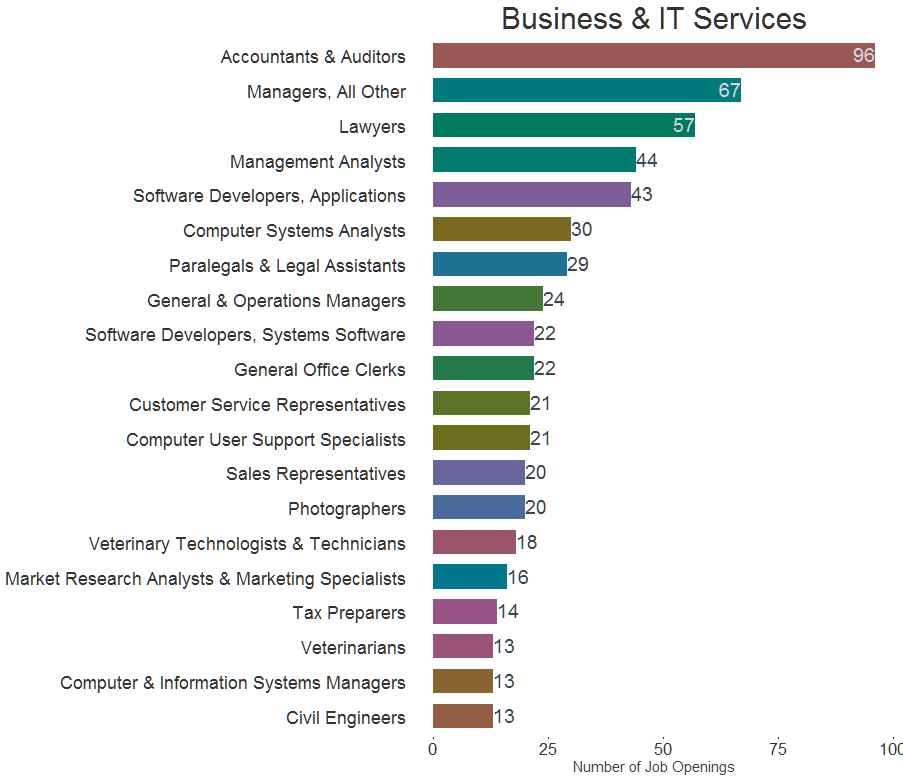 Business & IT Services
Accountants & Auditors 96
Managers, All Other 67
Lawyers 57
Management Analysts 44
Software Developers, Applications 43
Computer Systems Analysts 30
Paralegals & Legal Assistants 29
General & Operations Managers 24
Software Developers, Systems Software 22
General Office Clerks 22
Customer Service Representatives 21
Computer User Support Specialists 21
Sales Representatives 20
Photographers 20
Veterinary Technologists & Technicians 18
Market Research Analysts & Marketing Specialists 16
Tax Preparers 14
Veterinarians 13
Computer & Information Systems Managers 13
Civil Engineers 13
0 25 50 75 100
Number of Job Openings